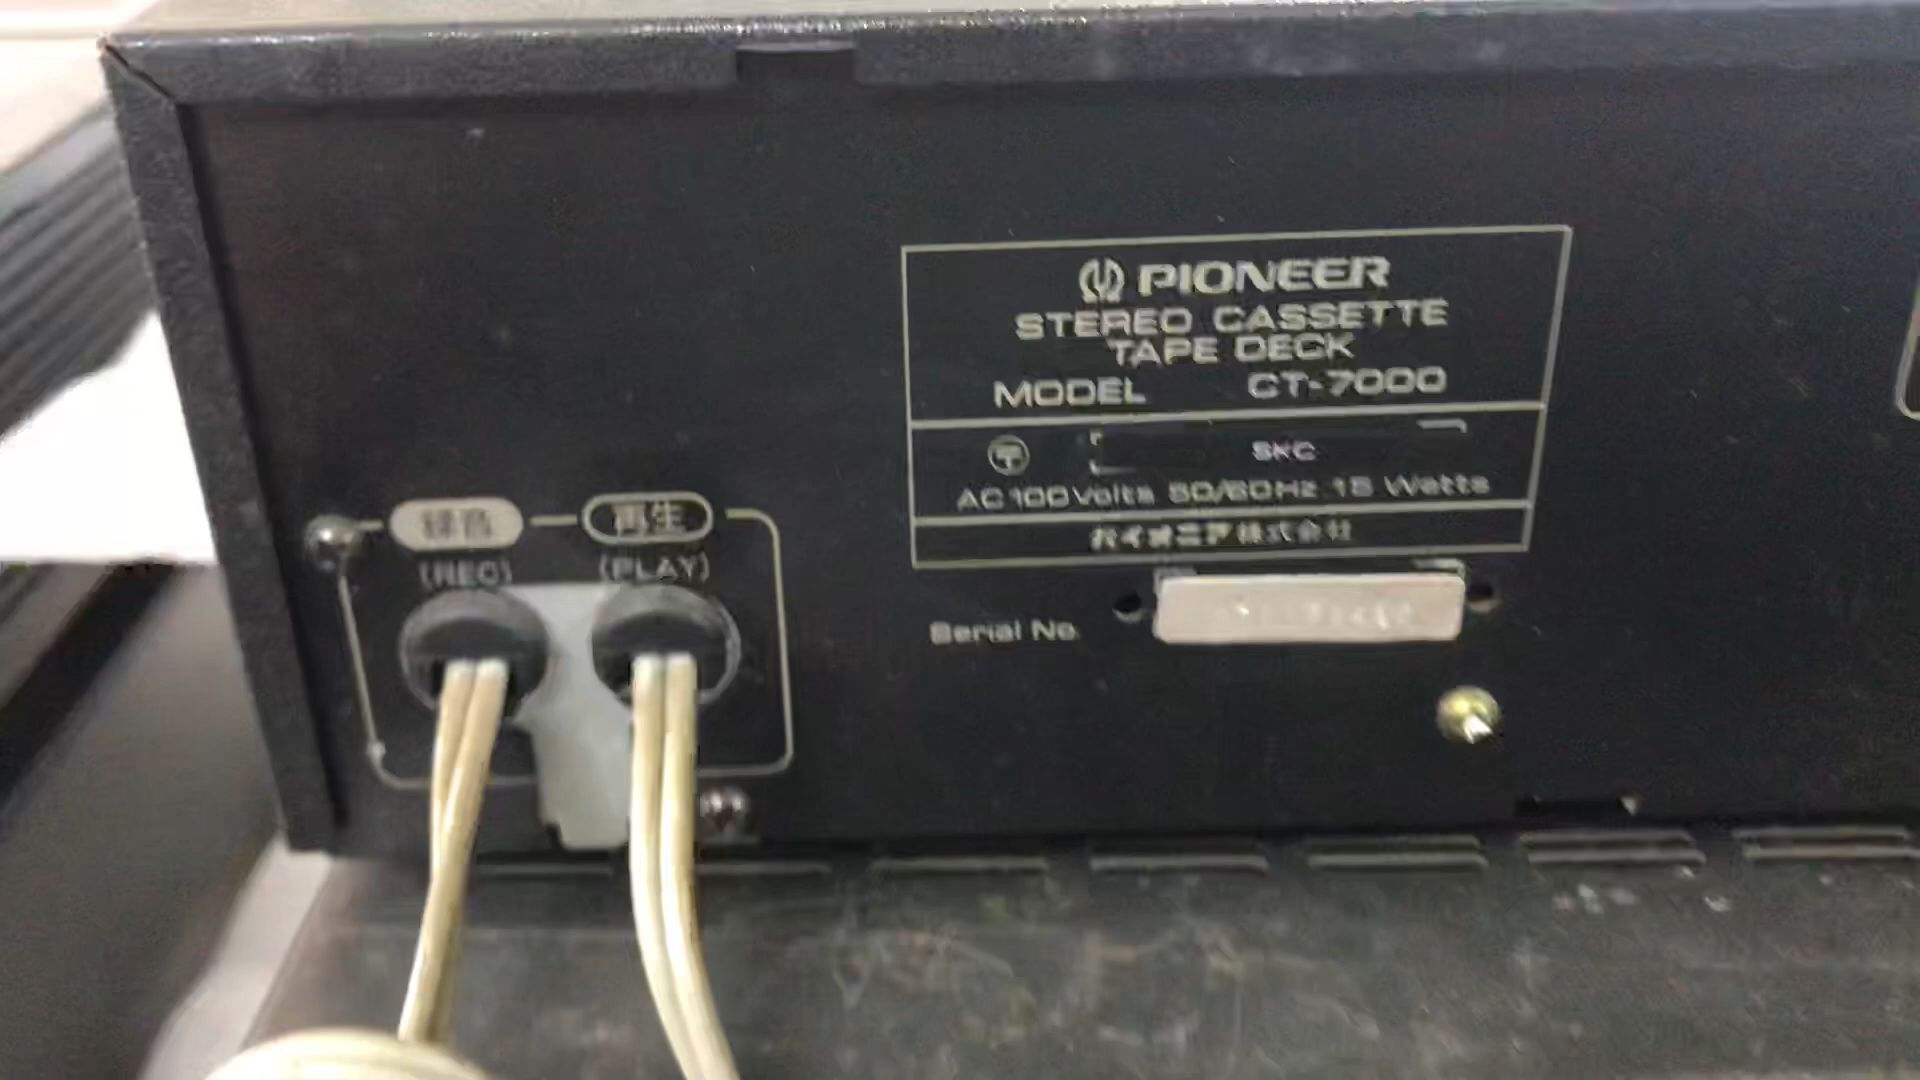 PIONEER
STEREO CASSETTE
TAPE DECK
MODEL CT-7000
〒 SKC
AC 100 Volts 50/60Hz 15 Watts
パイオニア株式会社
録音 再生
(REC) (PLAY)
Serial No.